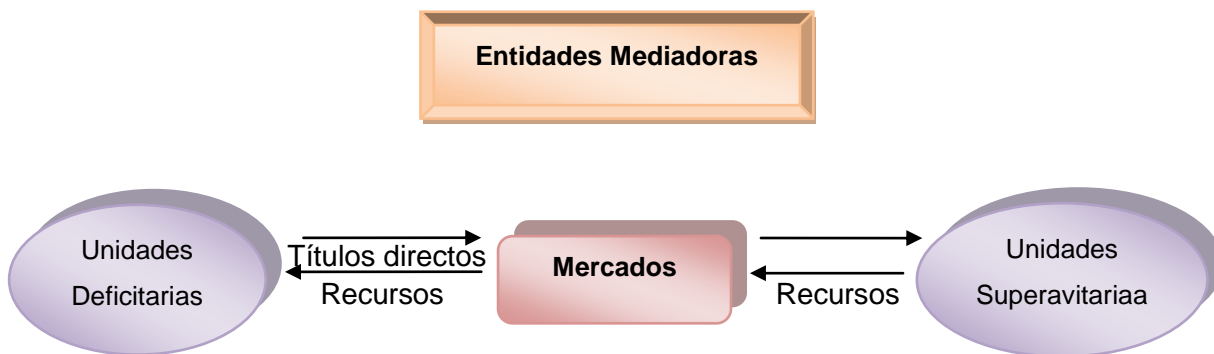 Entidades Mediadoras
Unidades
Deficitarias
Títulos directos
Recursos
Mercados
Recursos
Unidades
Superavitariaa